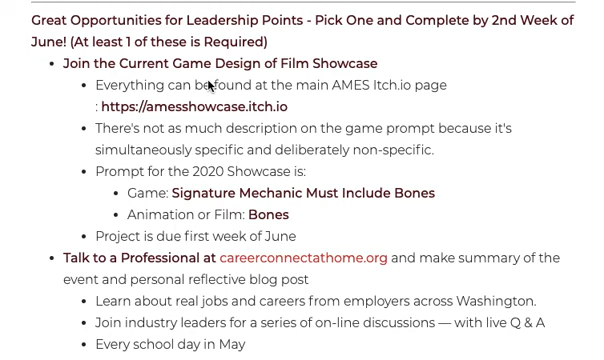 Great Opportunities for Leadership Points - Pick One and Complete by 2nd Week of
June! (At least 1 of these is Required)
Join the Current Game Design of Film Showcase
Everything can be found at the main AMES Itch.io page
: https://amesshowcase.itch.io
There's not as much description on the game prompt because it's
simultaneously specific and deliberately non-specific.
Prompt for the 2020 Showcase is:
Game: Signature Mechanic Must Include Bones
Animation or Film: Bones
Project is due first week of June
Talk to a Professional at careerconnectathome.org and make summary of the
event and personal reflective blog post
Learn about real jobs and careers from employers across Washington.
Join industry leaders for a series of on-line discussions — with live Q & A
Every school day in May